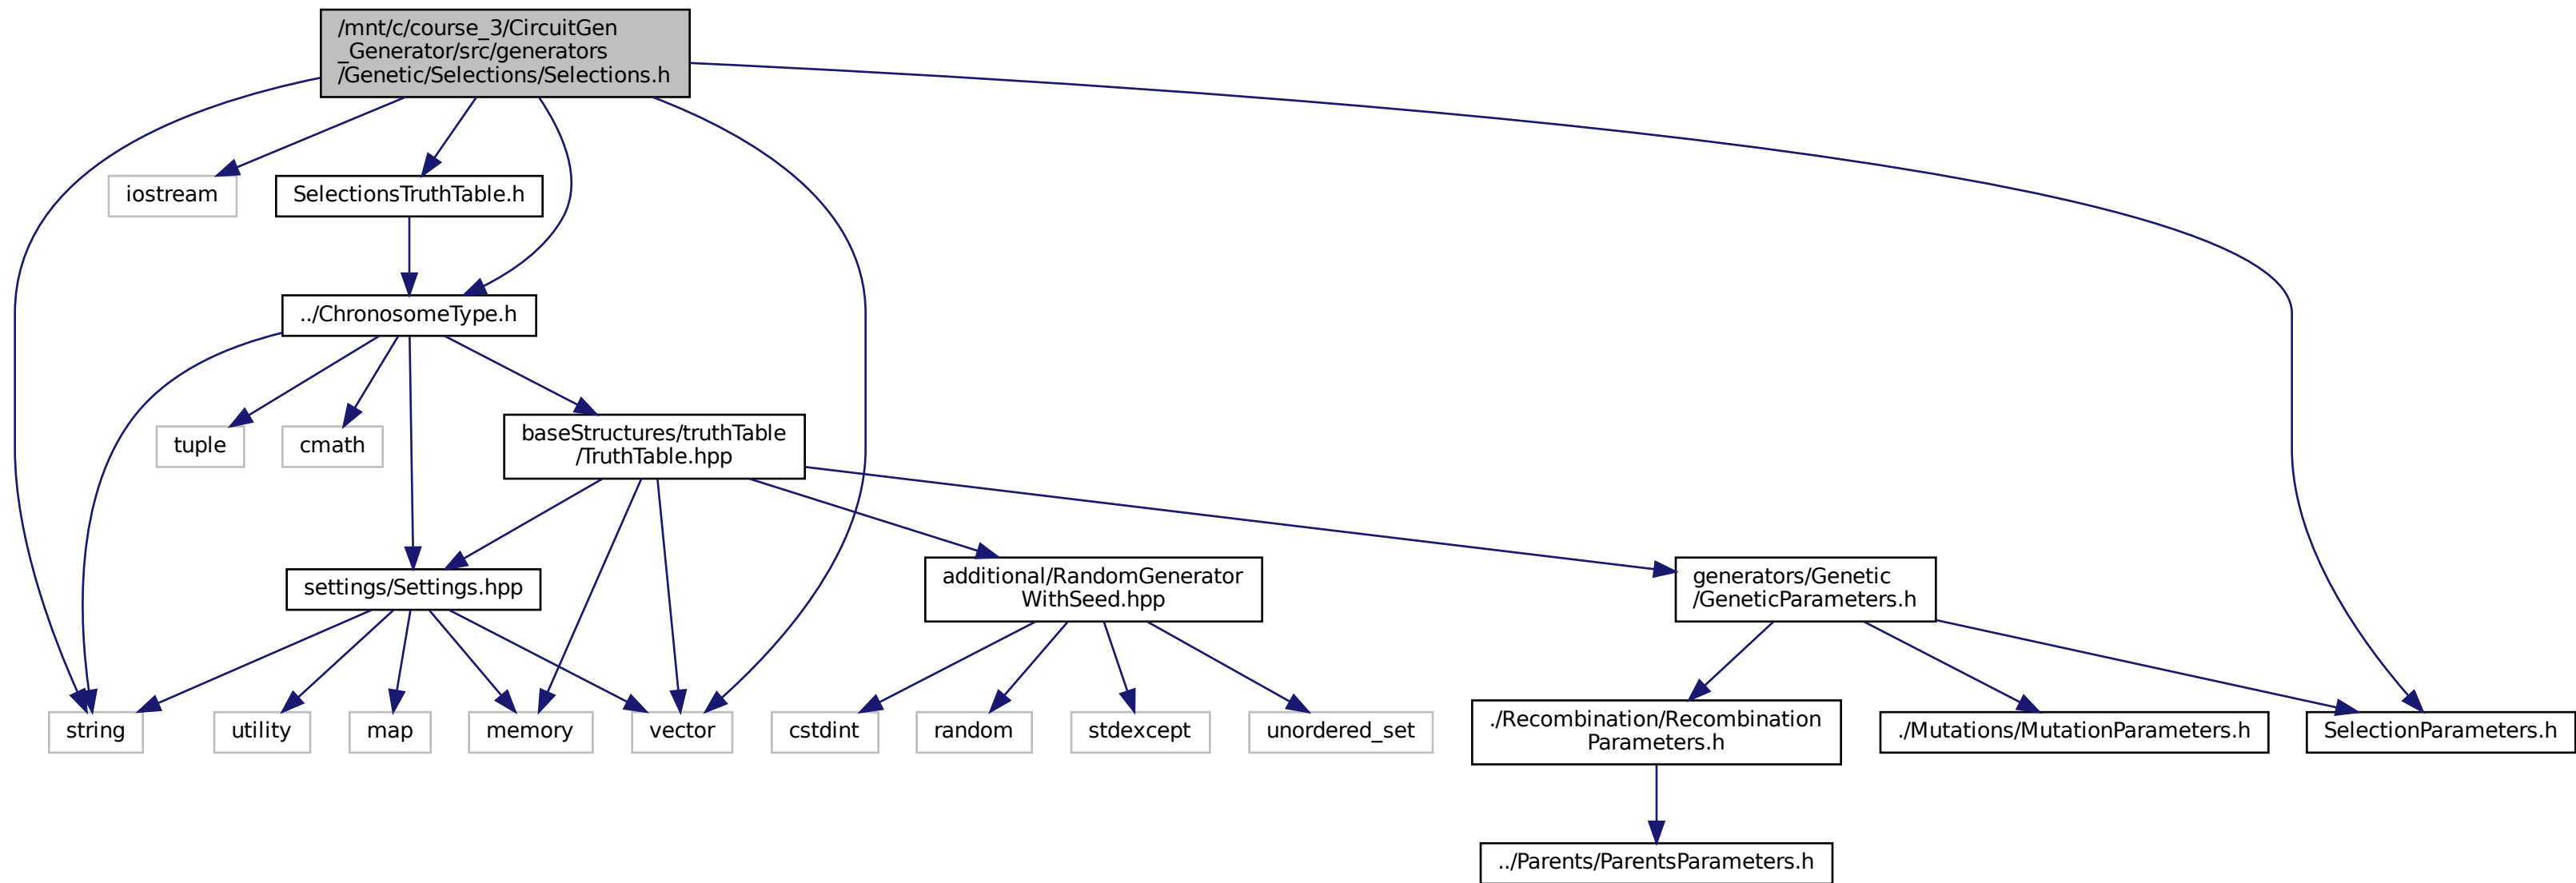 /mnt/c/course_3/CircuitGen
_Generator/src/generators
/Genetic/Selections/Selections.h
iostream
SelectionsTruthTable.h
../ChronosomeType.h
tuple
cmath
baseStructures/truthTable
/TruthTable.hpp
settings/Settings.hpp
additional/RandomGenerator
WithSeed.hpp
generators/Genetic
/GeneticParameters.h
string
utility
map
memory
vector
cstdint
random
stdexcept
unordered_set
./Recombination/Recombination
Parameters.h
./Mutations/MutationParameters.h
SelectionParameters.h
../Parents/ParentsParameters.h